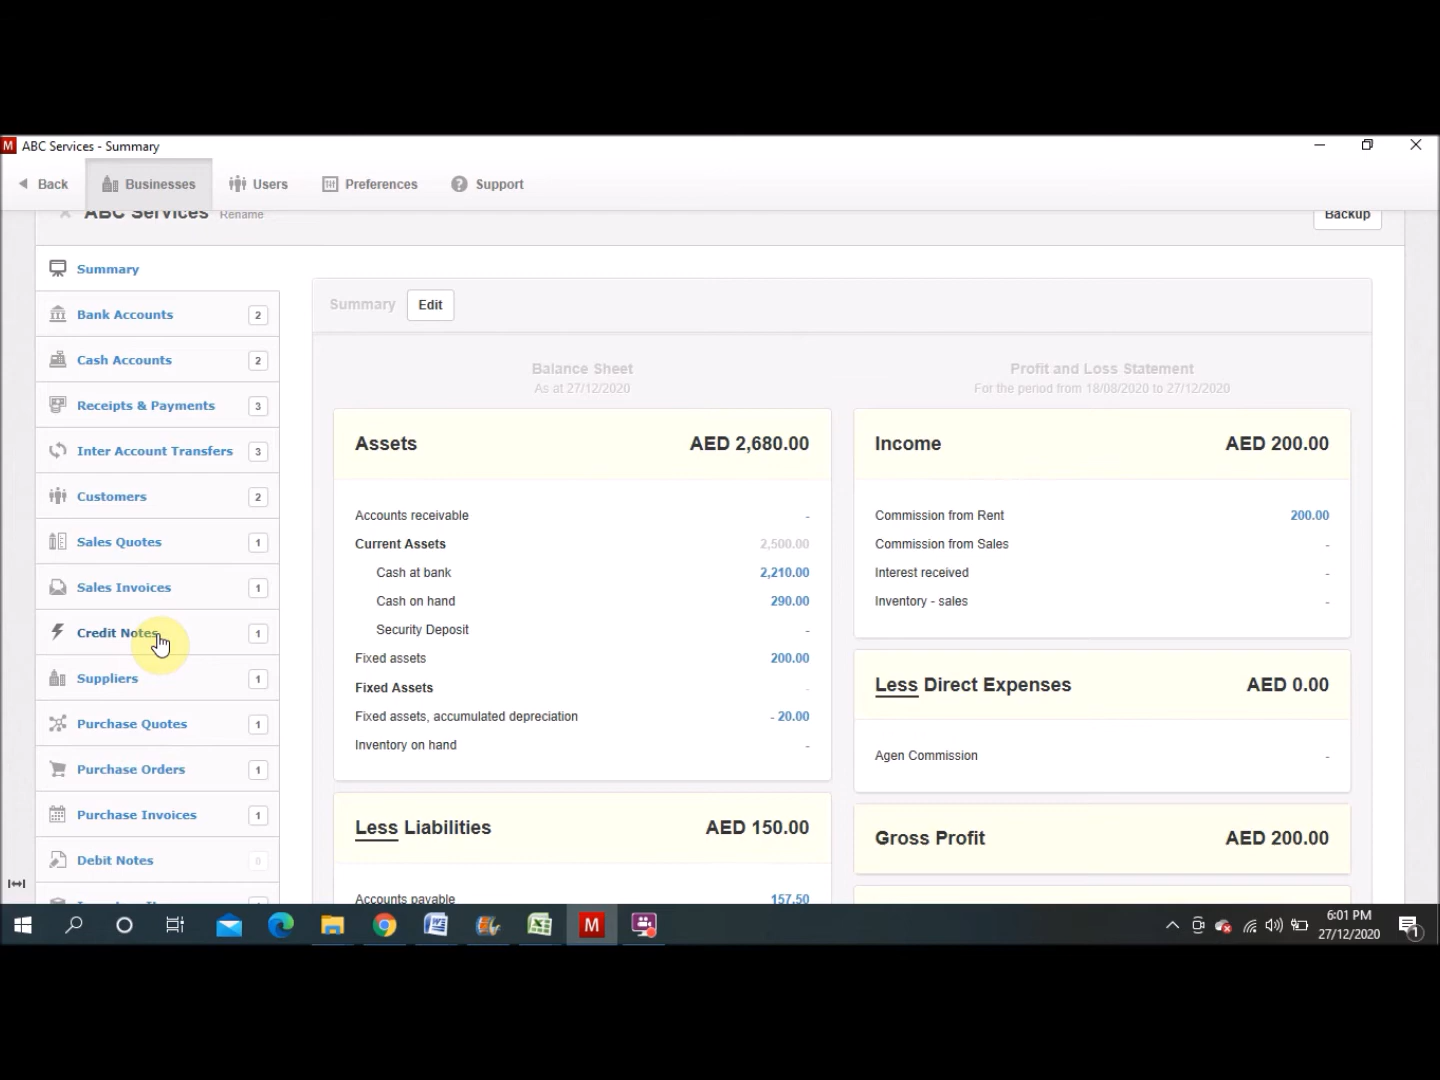 M ABC Services - Summary
Back
Businesses
Users
Preferences
Support
ABC Services Rename
Backup
Summary
Bank Accounts 2
Cash Accounts 2
Receipts & Payments 3
Inter Account Transfers 3
Customers 2
Sales Quotes 1
Sales Invoices 1
Credit Notes 1
Suppliers 1
Purchase Quotes 1
Purchase Orders 1
Purchase Invoices 1
Debit Notes 0
Summary Edit
Balance Sheet
As at 27/12/2020
Assets AED 2,680.00
Accounts receivable -
Current Assets 2,500.00
Cash at bank 2,210.00
Cash on hand 290.00
Security Deposit -
Fixed assets 200.00
Fixed Assets -
Fixed assets, accumulated depreciation - 20.00
Inventory on hand -
Less Liabilities AED 150.00
Accounts payable 157.50
Profit and Loss Statement
For the period from 18/08/2020 to 27/12/2020
Income AED 200.00
Commission from Rent 200.00
Commission from Sales -
Interest received -
Inventory - sales -
Less Direct Expenses AED 0.00
Agen Commission -
Gross Profit AED 200.00
M
6:01 PM
27/12/2020
1